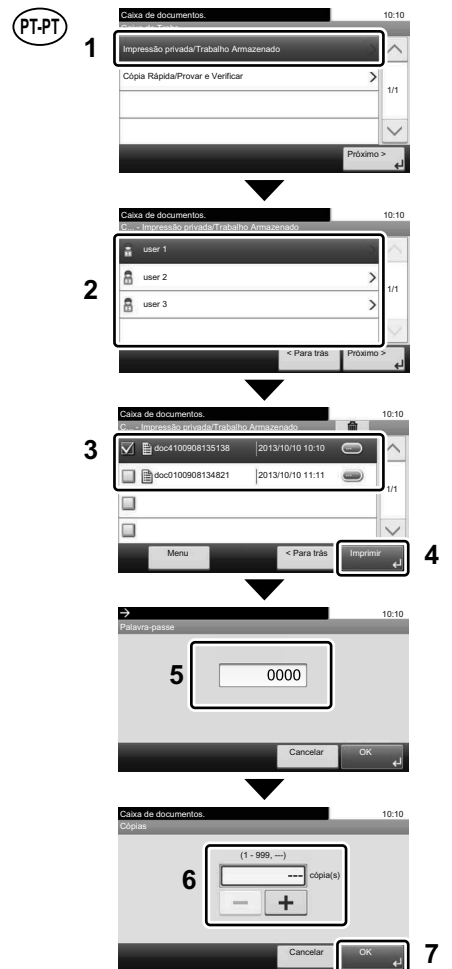 PT-PT
Caixa de documentos. 10:10
Caixa de Traba...
1
Impressão privada/Trabalho Armazenado
Cópia Rápida/Provar e Verificar
1/1
Próximo >
Caixa de documentos. 10:10
C... - Impressão privada/Trabalho Armazenado
2
user 1
user 2
user 3
1/1
< Para trás Próximo >
Caixa de documentos. 10:10
C... - Impressão privada/Trabalho Armazenado
3
doc4100908135138 2013/10/10 10:10
doc0100908134821 2013/10/10 11:11
1/1
Menu < Para trás Imprimir 4
10:10
Palavra-passe
5 0000
Cancelar OK
Caixa de documentos. 10:10
Cópias
(1 - 999, ---)
6 --- cópia(s)
Cancelar OK 7